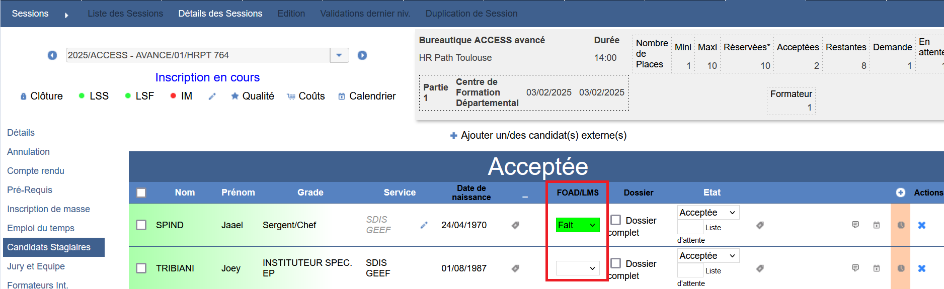 Sessions Liste des Sessions Détails des Sessions Edition Validations dernier niv. Duplication de Session
2025/ACCESS - AVANCE/01/HRPT 764
Inscription en cours
Clôture LSS LSF IM Qualité Coûts Calendrier
Bureautique ACCESS avancé Durée
HR Path Toulouse 14:00
Partie 1 Centre de Formation Départemental 03/02/2025 03/02/2025
Nombre de Places Mini Maxi Réservées* Acceptées Restantes Demande En attente
1 10 10 2 8 1
Formateur
1
Ajouter un/des candidat(s) externe(s)
Détails
Annulation
Compte rendu
Pré-Requis
Inscription de masse
Emploi du temps
Candidats Stagiaires
Jury et Equipe
Formateurs Int.
Acceptée
Nom Prénom Grade Service Date de naissance ... FOAD/LMS Dossier Etat Actions
SPIND Jaael Sergent/Chef SDIS GEEF 24/04/1970 Fait Dossier complet Acceptée Liste d'attente
TRIBIANI Joey INSTITUTEUR SPEC. EP SDIS GEEF 01/08/1987 Dossier complet Acceptée Liste d'attente